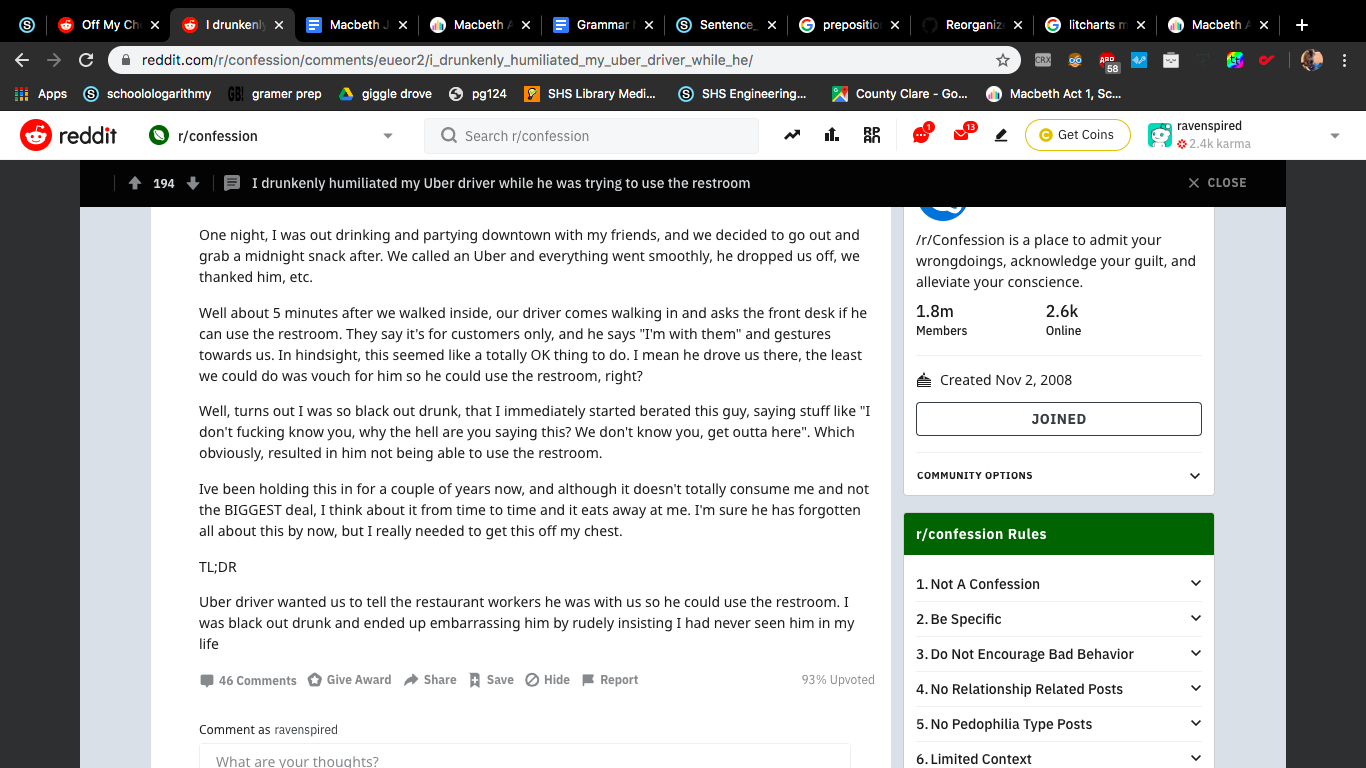 Off My Che
I drunkenly
Macbeth J
Macbeth A
Grammar
Sentence_
preposition
Reorganiz
litcharts m
Macbeth A
reddit.com/r/confession/comments/eueor2/i_drunkenly_humiliated_my_uber_driver_while_he/
CRX
ABP
58
Apps
schoolologarithmy
GB!
gramer prep
giggle drove
pg124
SHS Library Medi...
SHS Engineering...
County Clare - Go...
Macbeth Act 1, Sc...
reddit
r/confession
Search r/confession
1
13
Get Coins
ravenspired
2.4k karma
194
I drunkenly humiliated my Uber driver while he was trying to use the restroom
CLOSE
One night, I was out drinking and partying downtown with my friends, and we decided to go out and
grab a midnight snack after. We called an Uber and everything went smoothly, he dropped us off, we
thanked him, etc.
Well about 5 minutes after we walked inside, our driver comes walking in and asks the front desk if he
can use the restroom. They say it's for customers only, and he says "I'm with them" and gestures
towards us. In hindsight, this seemed like a totally OK thing to do. I mean he drove us there, the least
we could do was vouch for him so he could use the restroom, right?
Well, turns out I was so black out drunk, that I immediately started berated this guy, saying stuff like "I
don't fucking know you, why the hell are you saying this? We don't know you, get outta here". Which
obviously, resulted in him not being able to use the restroom.
Ive been holding this in for a couple of years now, and although it doesn't totally consume me and not
the BIGGEST deal, I think about it from time to time and it eats away at me. I'm sure he has forgotten
all about this by now, but I really needed to get this off my chest.
TL;DR
Uber driver wanted us to tell the restaurant workers he was with us so he could use the restroom. I
was black out drunk and ended up embarrassing him by rudely insisting I had never seen him in my
life
46 Comments
Give Award
Share
Save
Hide
Report
93% Upvoted
Comment as ravenspired
What are your thoughts?
/r/Confession is a place to admit your
wrongdoings, acknowledge your guilt, and
alleviate your conscience.
1.8m
2.6k
Members
Online
Created Nov 2, 2008
JOINED
COMMUNITY OPTIONS
r/confession Rules
1. Not A Confession
2. Be Specific
3. Do Not Encourage Bad Behavior
4. No Relationship Related Posts
5. No Pedophilia Type Posts
6. Limited Context